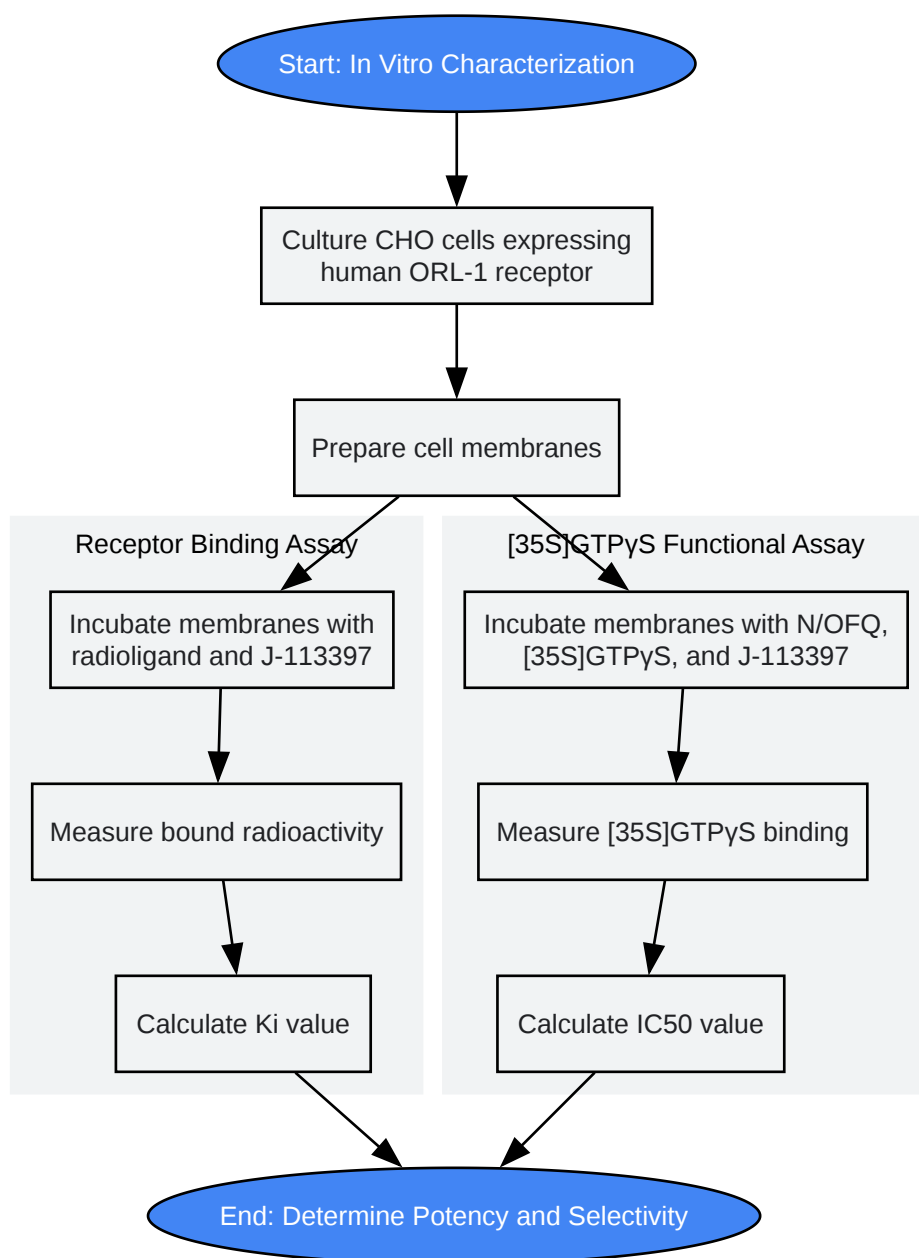 Start: In Vitro Characterization
Culture CHO cells expressing
human ORL-1 receptor
Prepare cell membranes
Receptor Binding Assay
Incubate membranes with
radioligand and J-113397
Measure bound radioactivity
Calculate Ki value
[35S]GTPγS Functional Assay
Incubate membranes with N/OFQ,
[35S]GTPγS, and J-113397
Measure [35S]GTPγS binding
Calculate IC50 value
End: Determine Potency and Selectivity